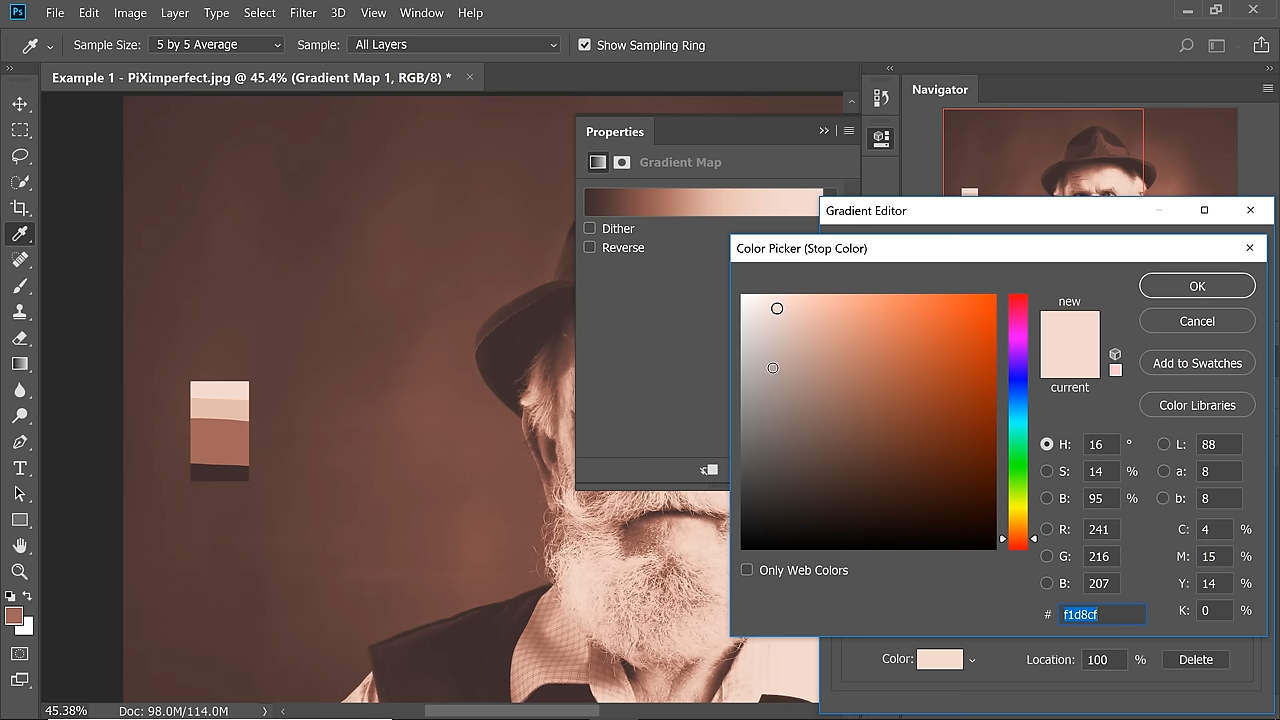 Ps File Edit Image Layer Type Select Filter 3D View Window Help
Sample Size: 5 by 5 Average Sample: All Layers Show Sampling Ring
Example 1 - PiXimperfect.jpg @ 45.4% (Gradient Map 1, RGB/8) *
Navigator
Properties
Gradient Map
Dither
Reverse
Gradient Editor
Color Picker (Stop Color)
OK
new
Cancel
Add to Swatches
current
Color Libraries
H: 16 ° L: 88
S: 14 % a: 8
B: 95 % b: 8
R: 241 C: 4 %
G: 216 M: 15 %
B: 207 Y: 14 %
Only Web Colors
# f1d8cf K: 0 %
Color: Location: 100 % Delete
T
45.38% Doc: 98.0M/114.0M